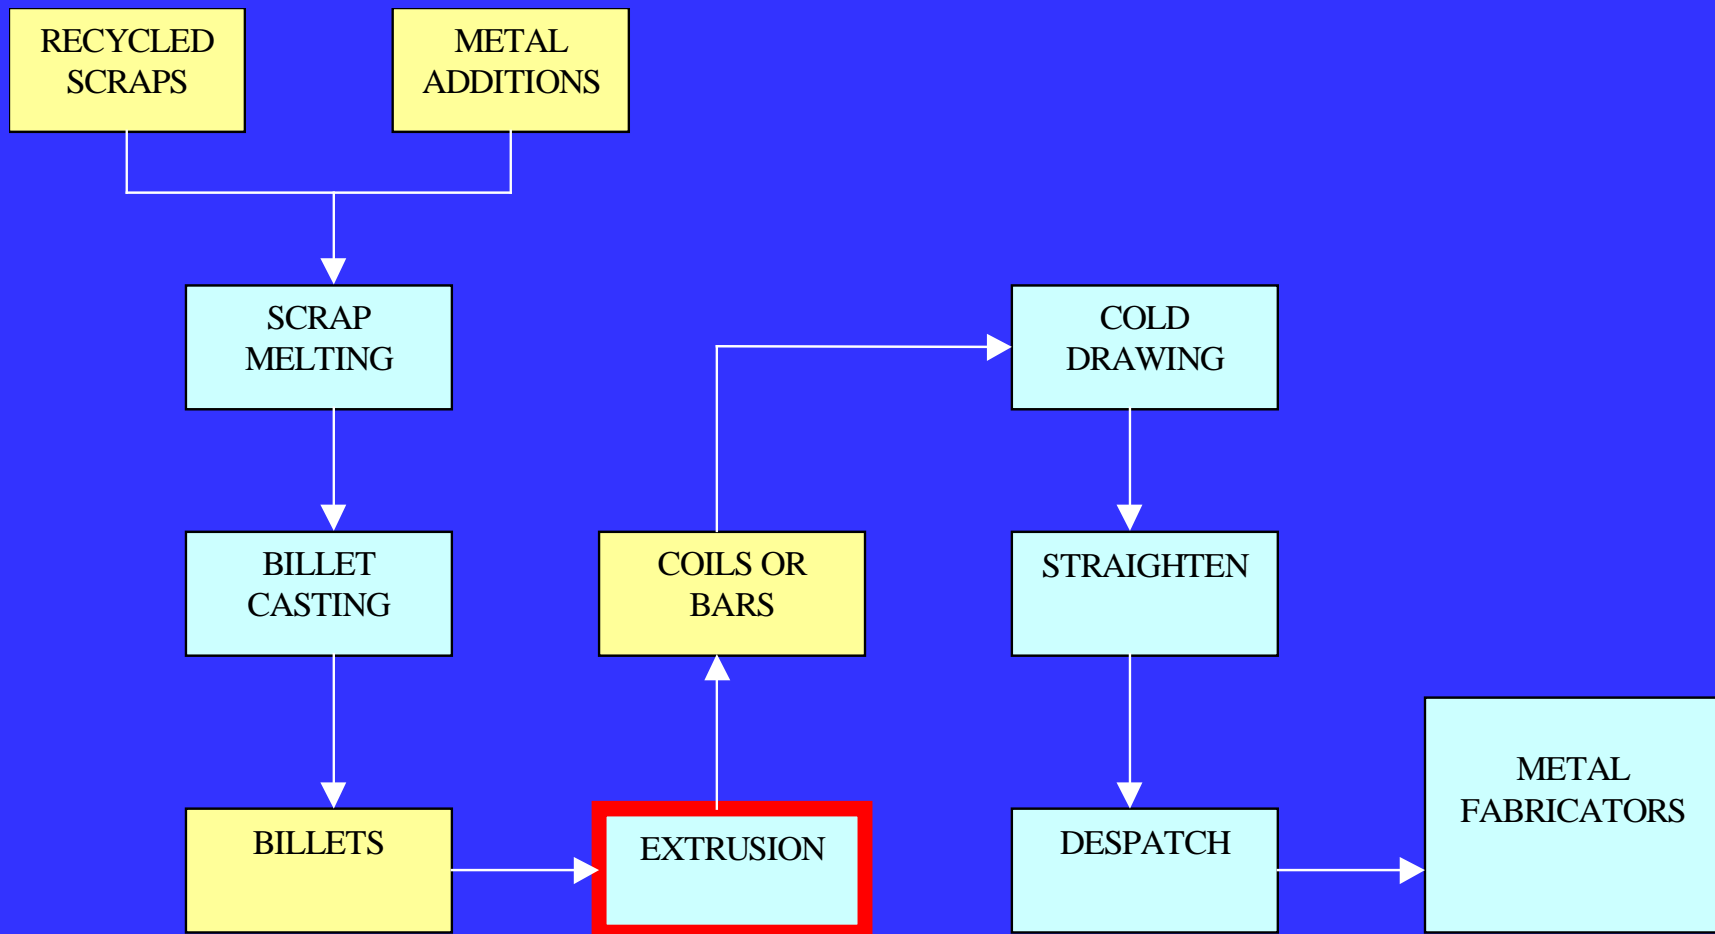 RECYCLED
SCRAPS
METAL
ADDITIONS
SCRAP
MELTING
COLD
DRAWING
BILLET
CASTING
COILS OR
BARS
STRAIGHTEN
BILLETS
EXTRUSION
DESPATCH
METAL
FABRICATORS